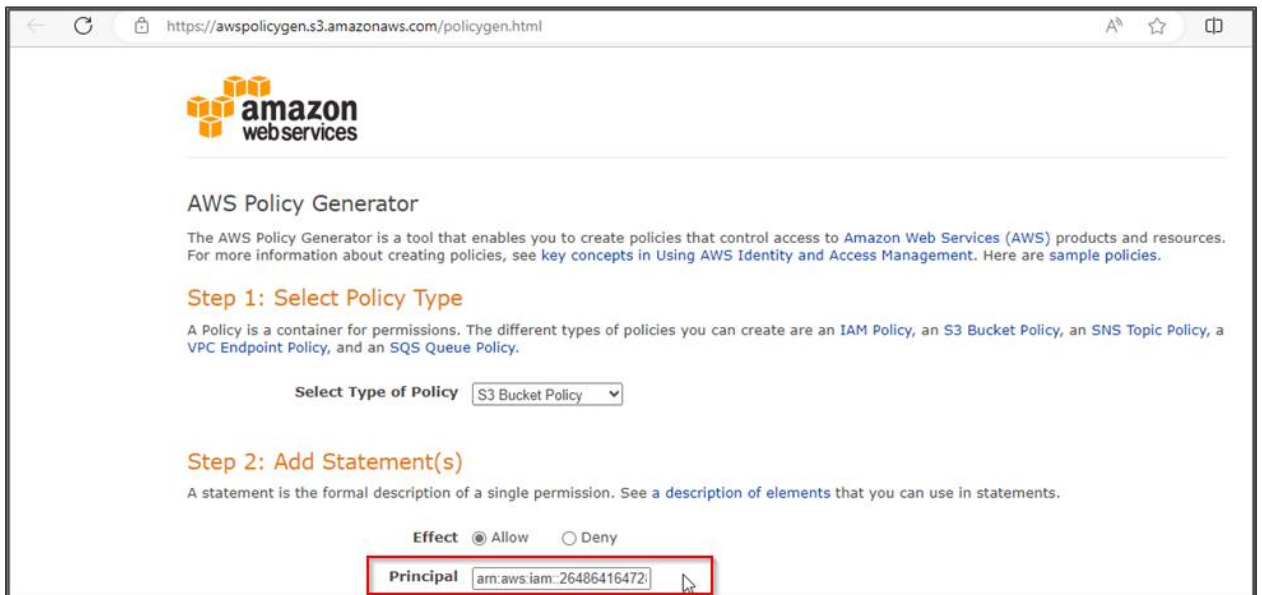 https://awspolicygen.s3.amazonaws.com/policygen.html
amazon
webservices
AWS Policy Generator
The AWS Policy Generator is a tool that enables you to create policies that control access to Amazon Web Services (AWS) products and resources.
For more information about creating policies, see key concepts in Using AWS Identity and Access Management. Here are sample policies.
Step 1: Select Policy Type
A Policy is a container for permissions. The different types of policies you can create are an IAM Policy, an S3 Bucket Policy, an SNS Topic Policy, a
VPC Endpoint Policy, and an SQS Queue Policy.
Select Type of Policy S3 Bucket Policy
Step 2: Add Statement(s)
A statement is the formal description of a single permission. See a description of elements that you can use in statements.
Effect Allow Deny
Principal